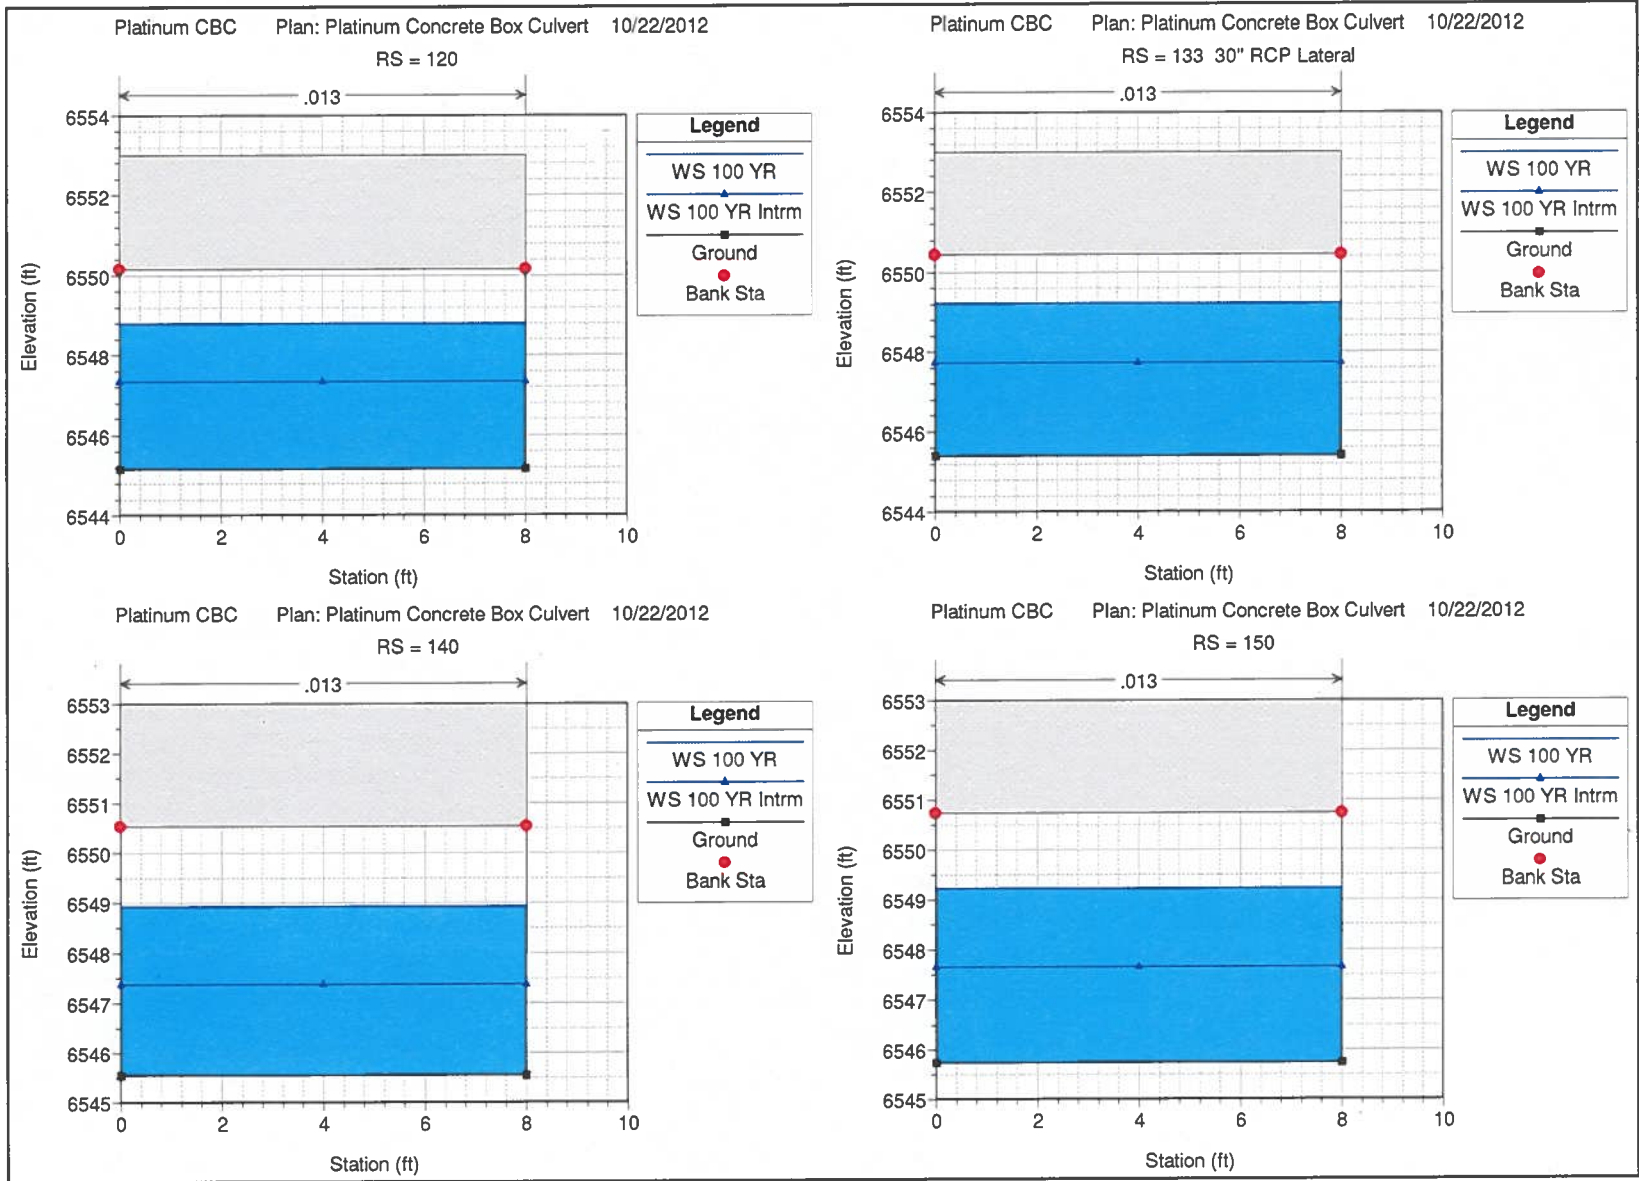 Platinum CBC Plan: Platinum Concrete Box Culvert 10/22/2012
RS = 120
.013
6554
6552
6550
6548
6546
6544
Elevation (ft)
0 2 4 6 8 10
Station (ft)
Legend
WS 100 YR
WS 100 YR Intrm
Ground
Bank Sta
Platinum CBC Plan: Platinum Concrete Box Culvert 10/22/2012
RS = 133 30" RCP Lateral
.013
6554
6552
6550
6548
6546
6544
Elevation (ft)
0 2 4 6 8 10
Station (ft)
Legend
WS 100 YR
WS 100 YR Intrm
Ground
Bank Sta
Platinum CBC Plan: Platinum Concrete Box Culvert 10/22/2012
RS = 140
.013
6553
6552
6551
6550
6549
6548
6547
6546
6545
Elevation (ft)
0 2 4 6 8 10
Station (ft)
Legend
WS 100 YR
WS 100 YR Intrm
Ground
Bank Sta
Platinum CBC Plan: Platinum Concrete Box Culvert 10/22/2012
RS = 150
.013
6553
6552
6551
6550
6549
6548
6547
6546
6545
Elevation (ft)
0 2 4 6 8 10
Station (ft)
Legend
WS 100 YR
WS 100 YR Intrm
Ground
Bank Sta